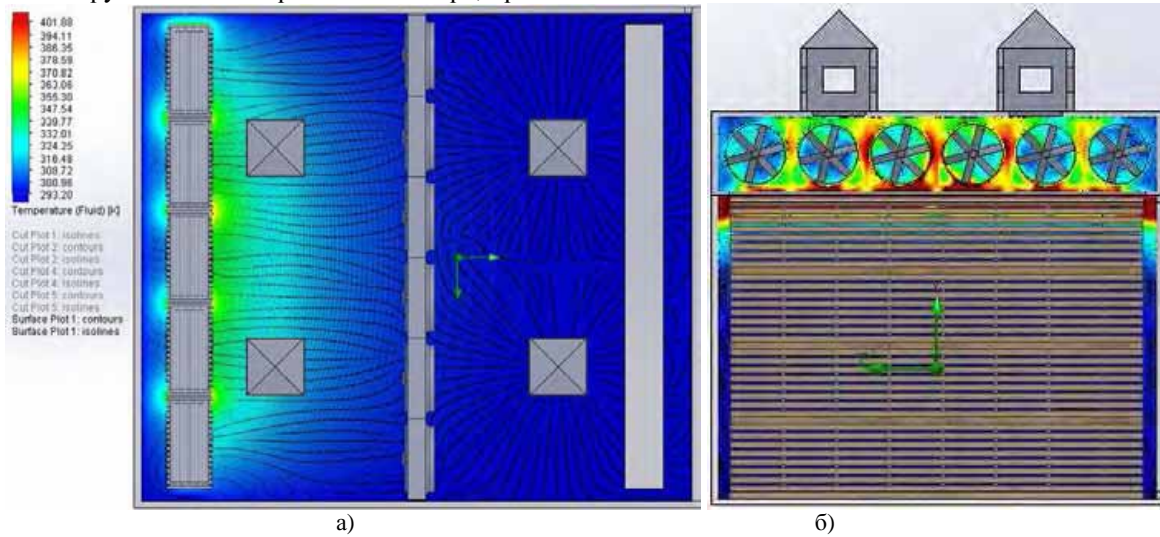 401.88
394.11
386.35
378.59
370.82
363.06
355.30
347.54
339.77
332.01
324.25
316.48
308.72
300.96
293.20
Temperature (Fluid) [K]
Cut Plot 1: isolines
Cut Plot 2: contours
Cut Plot 2: isolines
Cut Plot 4: contours
Cut Plot 4: isolines
Cut Plot 5: contours
Cut Plot 5: isolines
Surface Plot 1: contours
Surface Plot 1: isolines
а)
б)